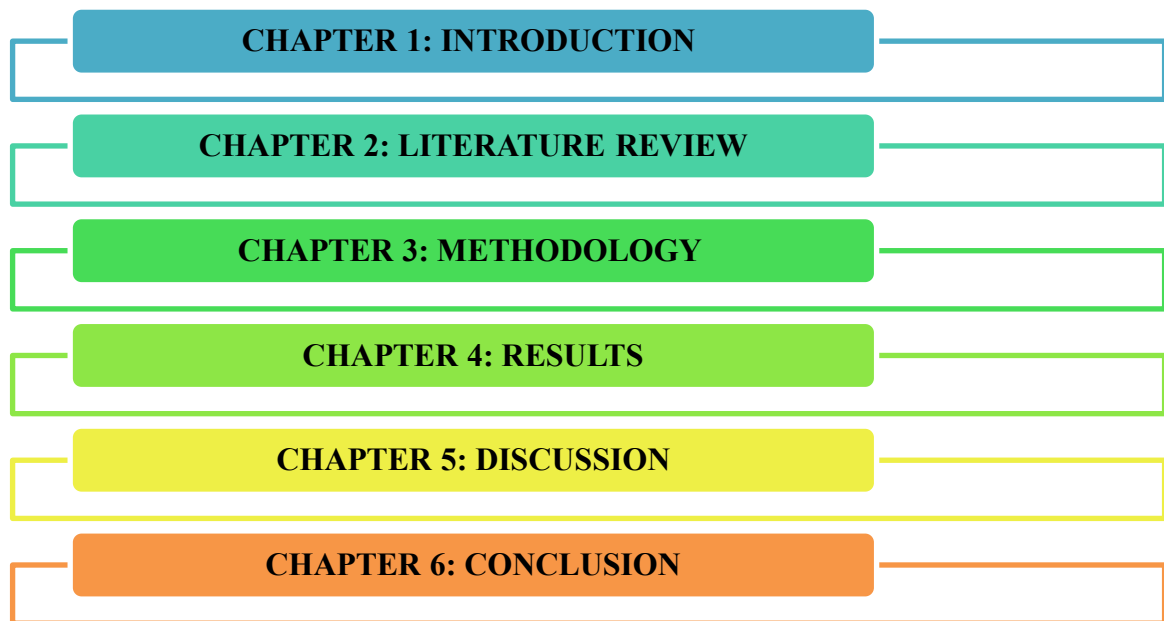 CHAPTER 1: INTRODUCTION
CHAPTER 2: LITERATURE REVIEW
CHAPTER 3: METHODOLOGY
CHAPTER 4: RESULTS
CHAPTER 5: DISCUSSION
CHAPTER 6: CONCLUSION